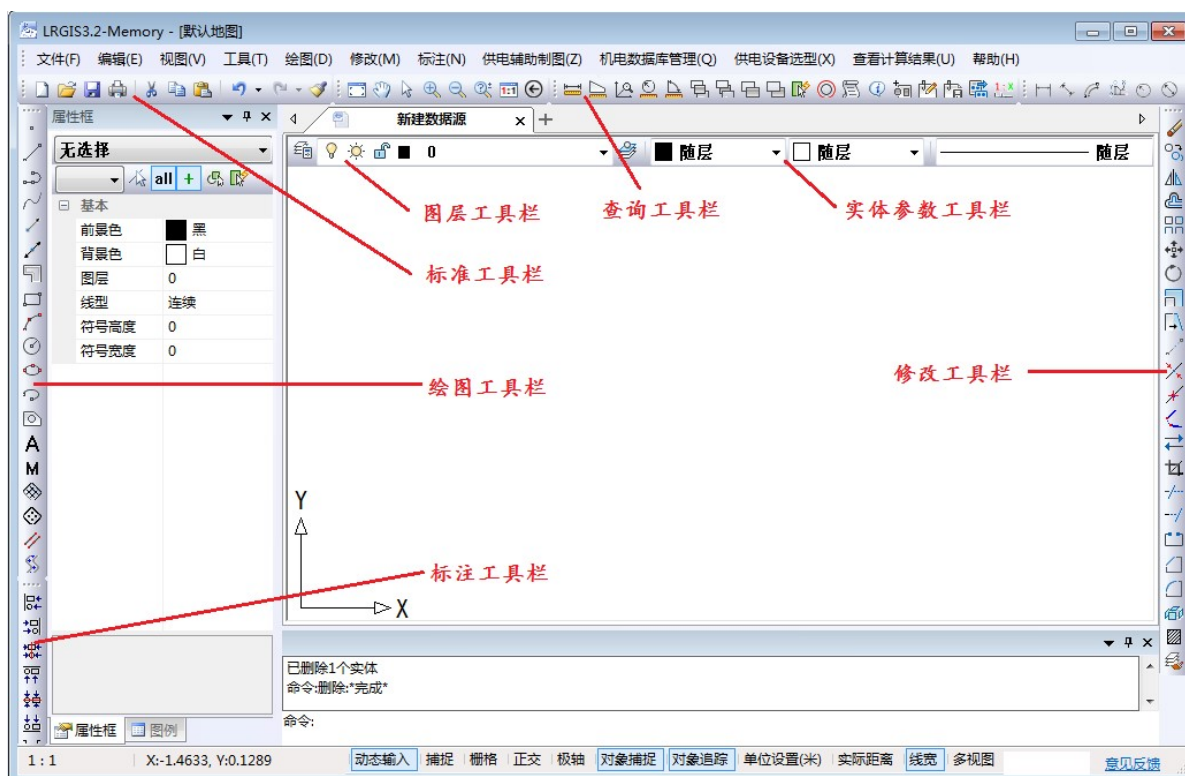 LRGIS3.2-Memory - [默认地图]
文件(F) 编辑(E) 视图(V) 工具(T) 绘图(D) 修改(M) 标注(N) 供电辅助制图(Z) 机电数据库管理(Q) 供电设备选型(X) 查看计算结果(U) 帮助(H)
属性框
新建数据源
无选择
0
随层
随层
随层
all
图层工具栏
查询工具栏
实体参数工具栏
基本
前景色 黑
背景色 白
图层 0
线型 连续
符号高度 0
符号宽度 0
标准工具栏
绘图工具栏
修改工具栏
A
M
Y
X
标注工具栏
已删除1个实体
命令:删除:*完成*
命令:
属性框 图例
1:1 X:-1.4633, Y:0.1289 动态输入 捕捉 栅格 正交 极轴 对象捕捉 对象追踪 单位设置(米) 实际距离 线宽 多视图 意见反馈